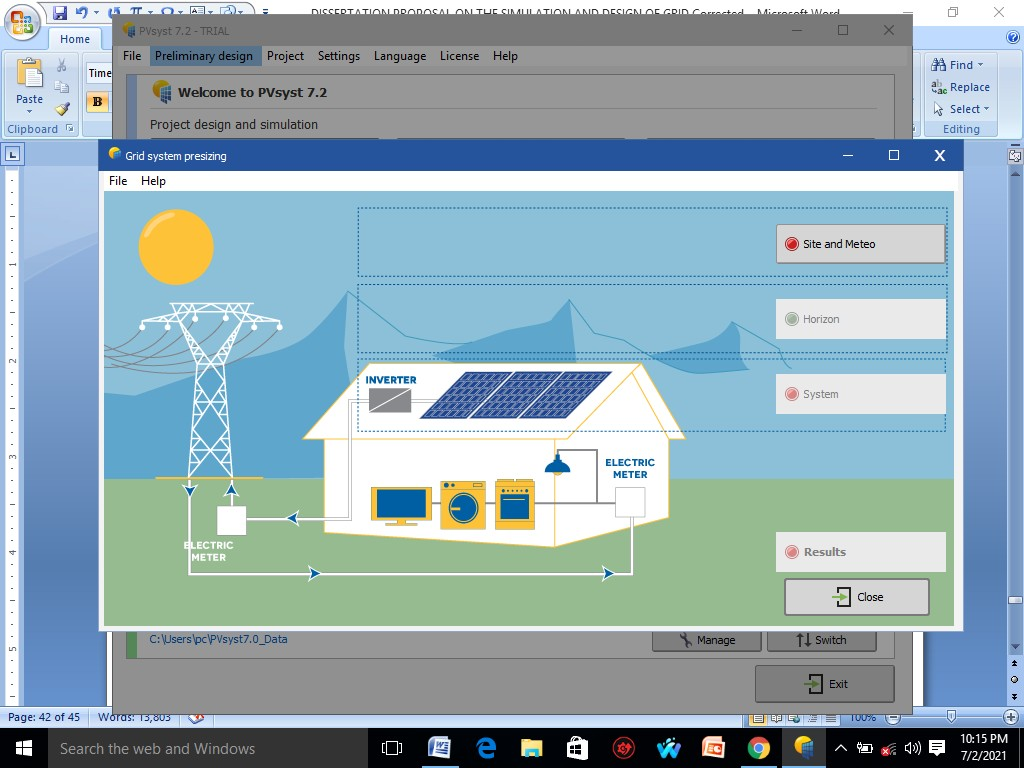 DISSERTATION PROPOSAL ON THE SIMULATION AND DESIGN OF GRID Corrected - Microsoft Word
PVsyst 7.2 - TRIAL
Home
File Preliminary design Project Settings Language License Help
Paste
Clipboard
Time
B
Find
Replace
Select
Editing
Welcome to PVsyst 7.2
Project design and simulation
Grid system presizing
File Help
Site and Meteo
Horizon
System
INVERTER
ELECTRIC
METER
ELECTRIC
METER
Results
Close
C:\Users\pc\PVsyst7.0_Data
Manage
Switch
Exit
Page: 42 of 45 Words: 13,803
100%
Search the web and Windows
10:15 PM
7/2/2021